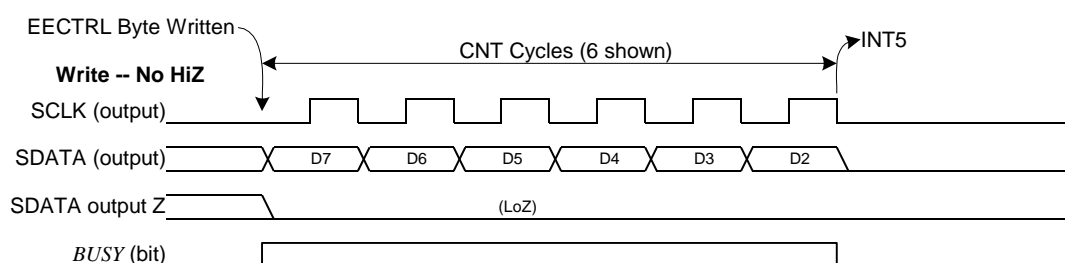 EECTRL Byte Written
CNT Cycles (6 shown)
INT5
Write -- No HiZ
SCLK (output)
SDATA (output)
D7 D6 D5 D4 D3 D2
SDATA output Z
(LoZ)
BUSY (bit)